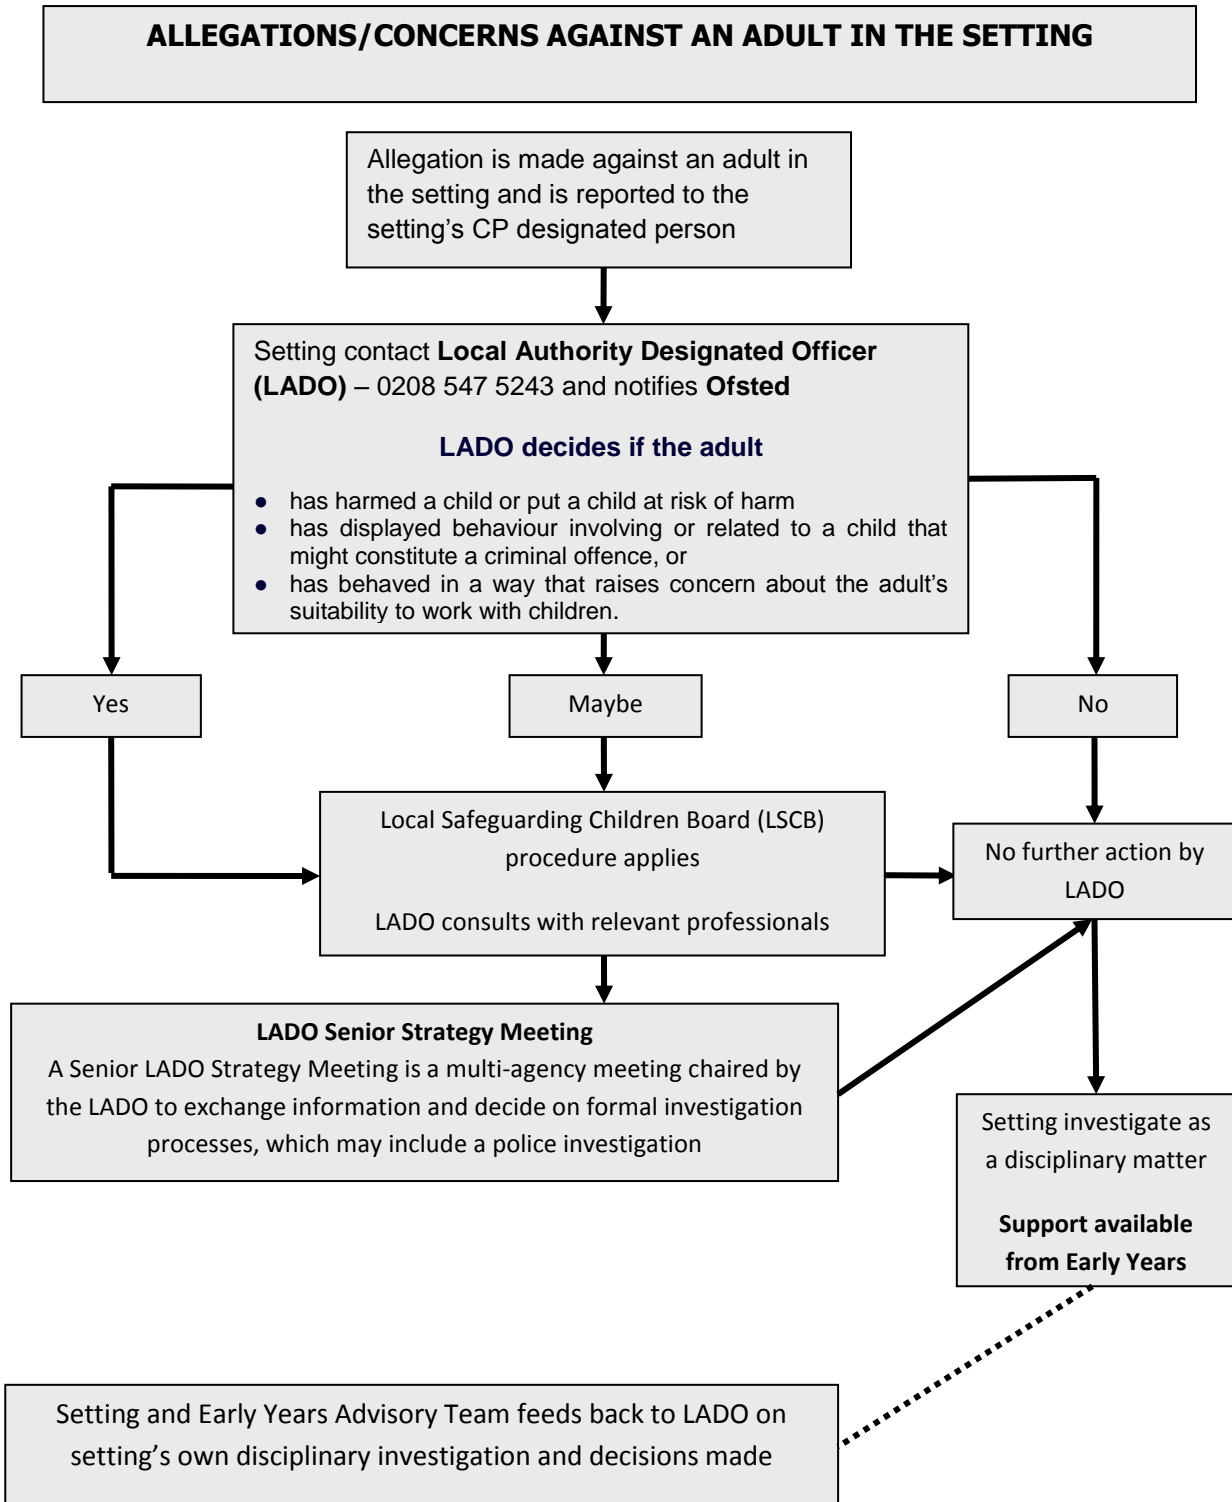 ALLEGATIONS/CONCERNS AGAINST AN ADULT IN THE SETTING
Allegation is made against an adult in
the setting and is reported to the
setting’s CP designated person
Setting contact Local Authority Designated Officer
(LADO) – 0208 547 5243 and notifies Ofsted
LADO decides if the adult
● has harmed a child or put a child at risk of harm
● has displayed behaviour involving or related to a child that
might constitute a criminal offence, or
● has behaved in a way that raises concern about the adult’s
suitability to work with children.
Yes
Maybe
No
Local Safeguarding Children Board (LSCB)
procedure applies
LADO consults with relevant professionals
No further action by
LADO
LADO Senior Strategy Meeting
A Senior LADO Strategy Meeting is a multi-agency meeting chaired by
the LADO to exchange information and decide on formal investigation
processes, which may include a police investigation
Setting investigate as
a disciplinary matter
Support available
from Early Years
Setting and Early Years Advisory Team feeds back to LADO on
setting’s own disciplinary investigation and decisions made